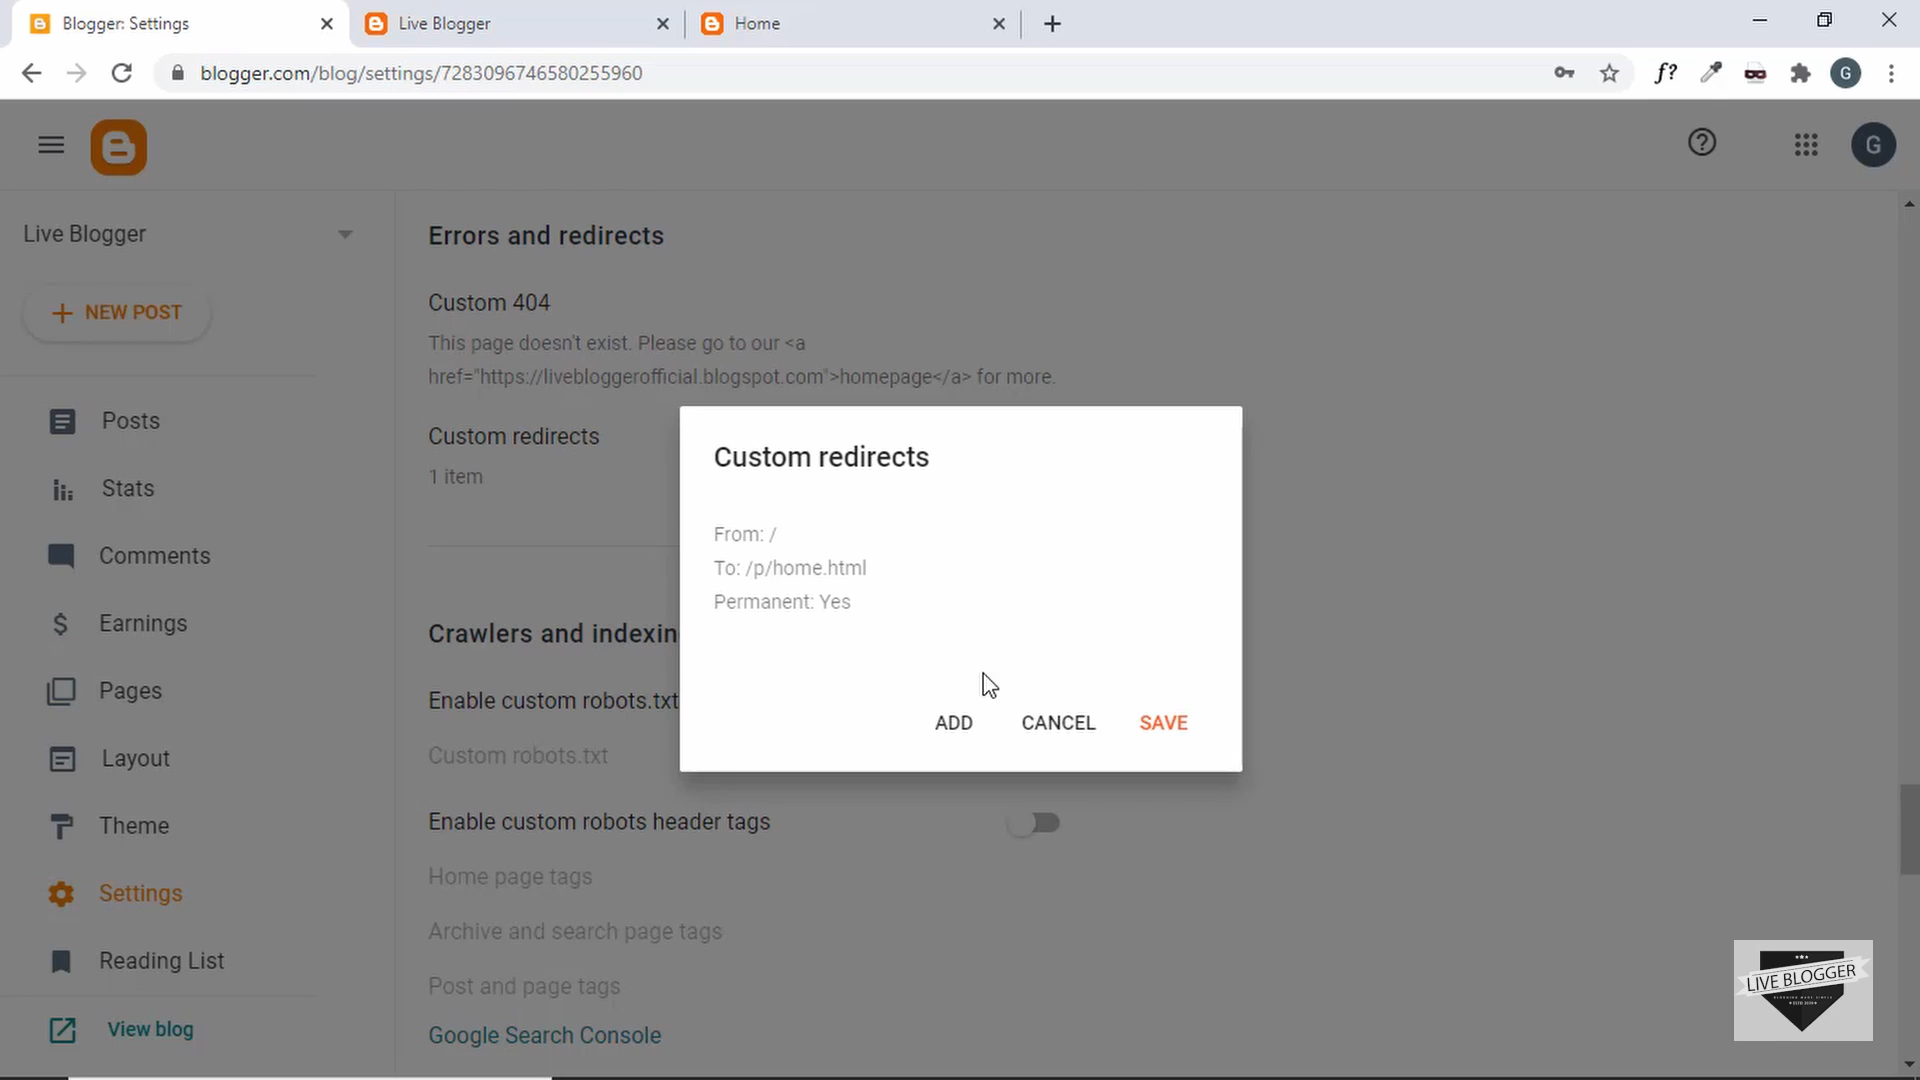 Blogger: Settings
Live Blogger
Home
blogger.com/blog/settings/7283096746580255960
f?
G
G
Live Blogger
NEW POST
Posts
Stats
Comments
Earnings
Pages
Layout
Theme
Settings
Reading List
View blog
Errors and redirects
Custom 404
This page doesn't exist. Please go to our <a
href="https://livebloggerofficial.blogspot.com">homepage</a> for more.
Custom redirects
1 item
Crawlers and indexin
Enable custom robots.txt
Custom robots.txt
Enable custom robots header tags
Home page tags
Archive and search page tags
Post and page tags
Google Search Console
Custom redirects
From: /
To: /p/home.html
Permanent: Yes
ADD
CANCEL
SAVE
LIVE BLOGGER